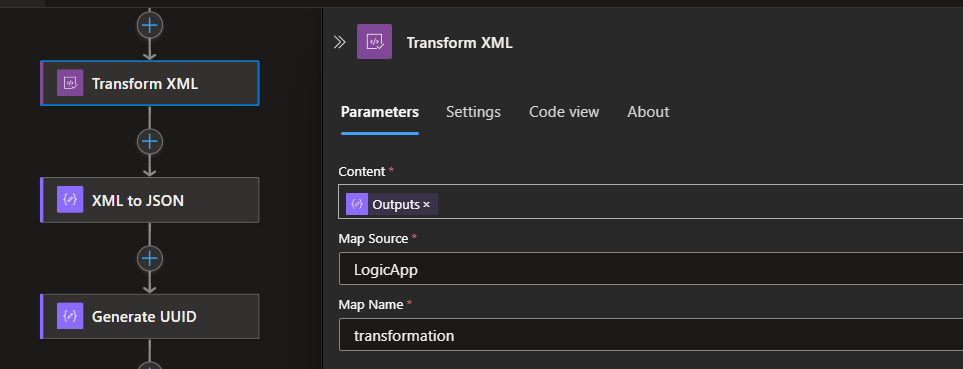 Transform XML
XML to JSON
Generate UUID
Transform XML
Parameters Settings Code view About
Content *
Outputs ×
Map Source *
LogicApp
Map Name *
transformation